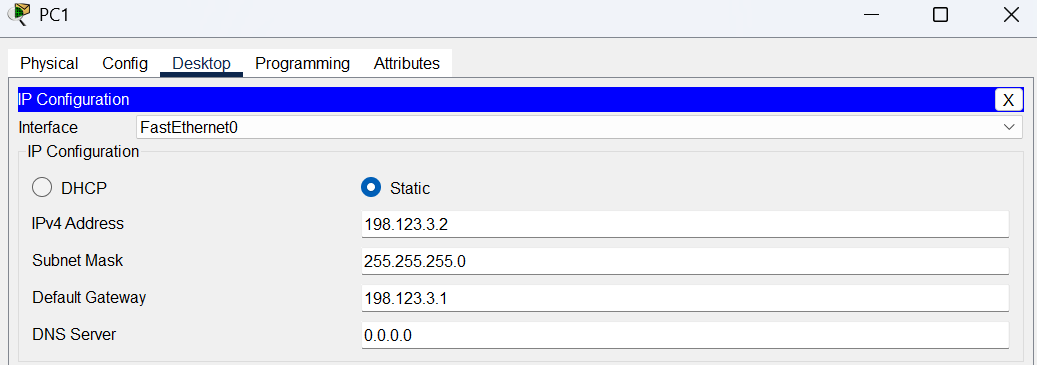 PC1
Physical Config Desktop Programming Attributes
IP Configuration X
Interface FastEthernet0
IP Configuration
DHCP Static
IPv4 Address 198.123.3.2
Subnet Mask 255.255.255.0
Default Gateway 198.123.3.1
DNS Server 0.0.0.0